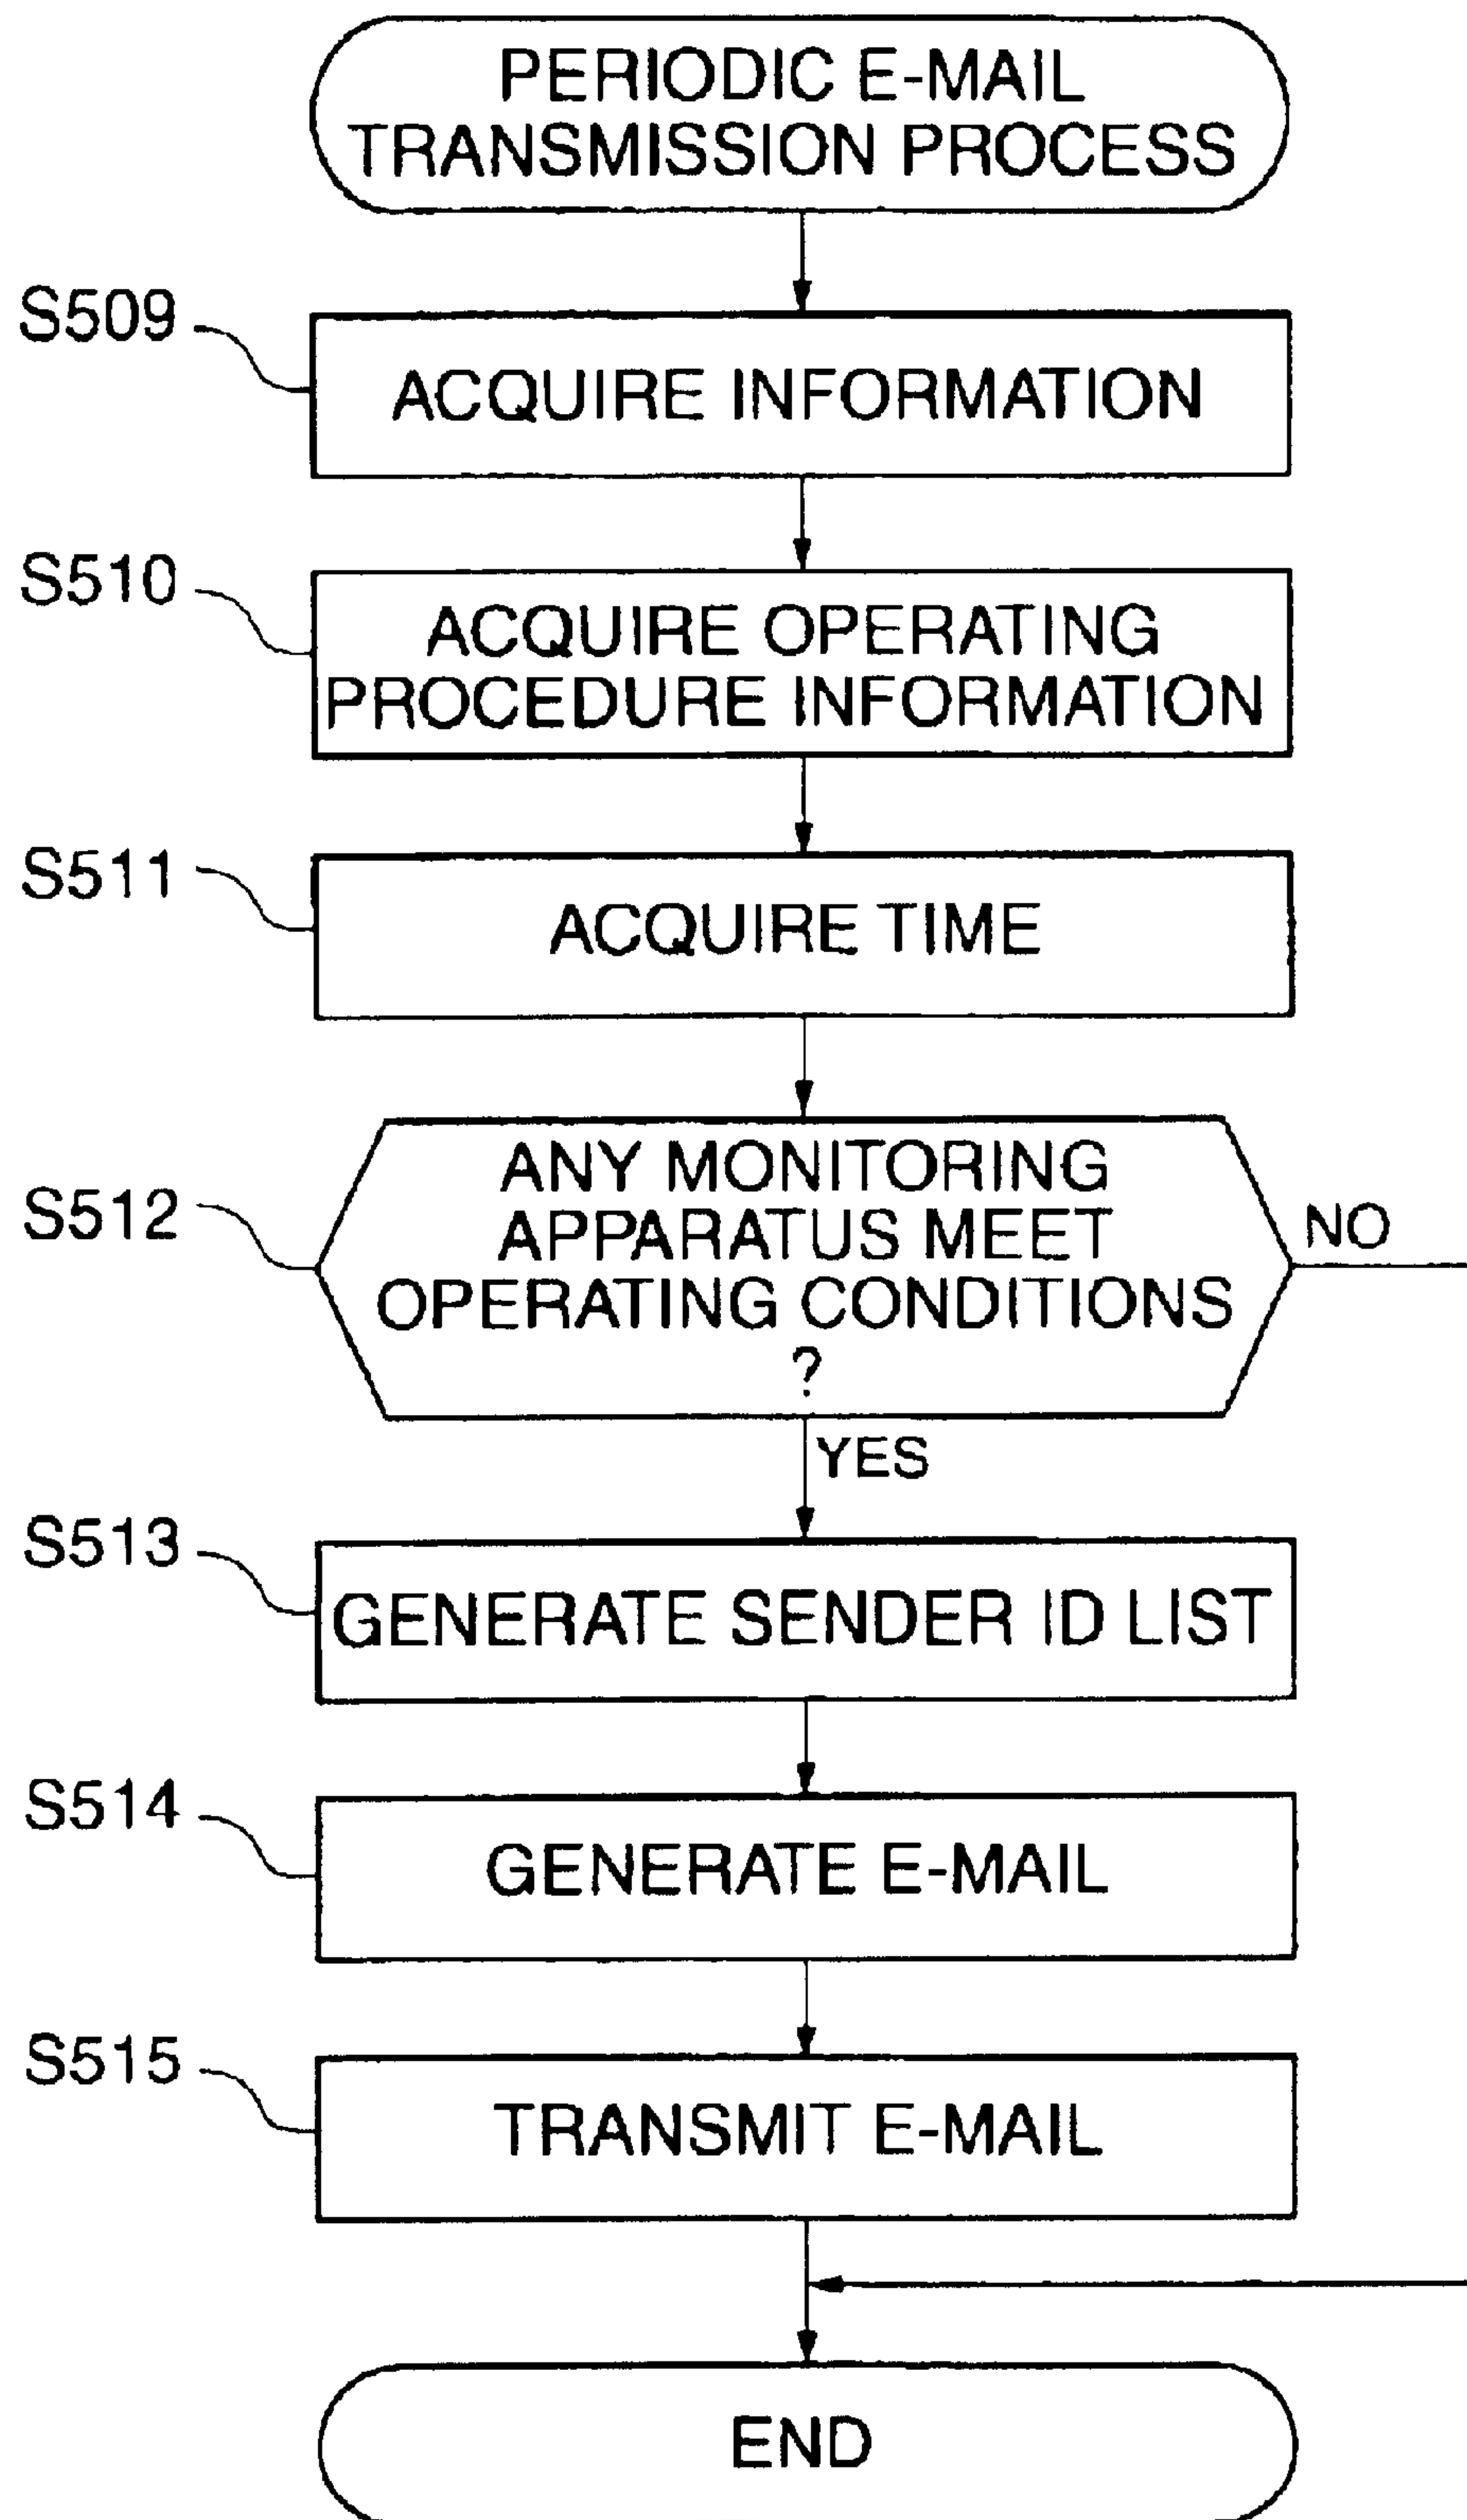 PERIODIC E-MAIL
TRANSMISSION PROCESS
S509
ACQUIRE INFORMATION
S510
ACQUIRE OPERATING
PROCEDURE INFORMATION
S511
ACQUIRE TIME
S512
ANY MONITORING
APPARATUS MEET
OPERATING CONDITIONS
?
NO
YES
S513
GENERATE SENDER ID LIST
S514
GENERATE E-MAIL
S515
TRANSMIT E-MAIL
END